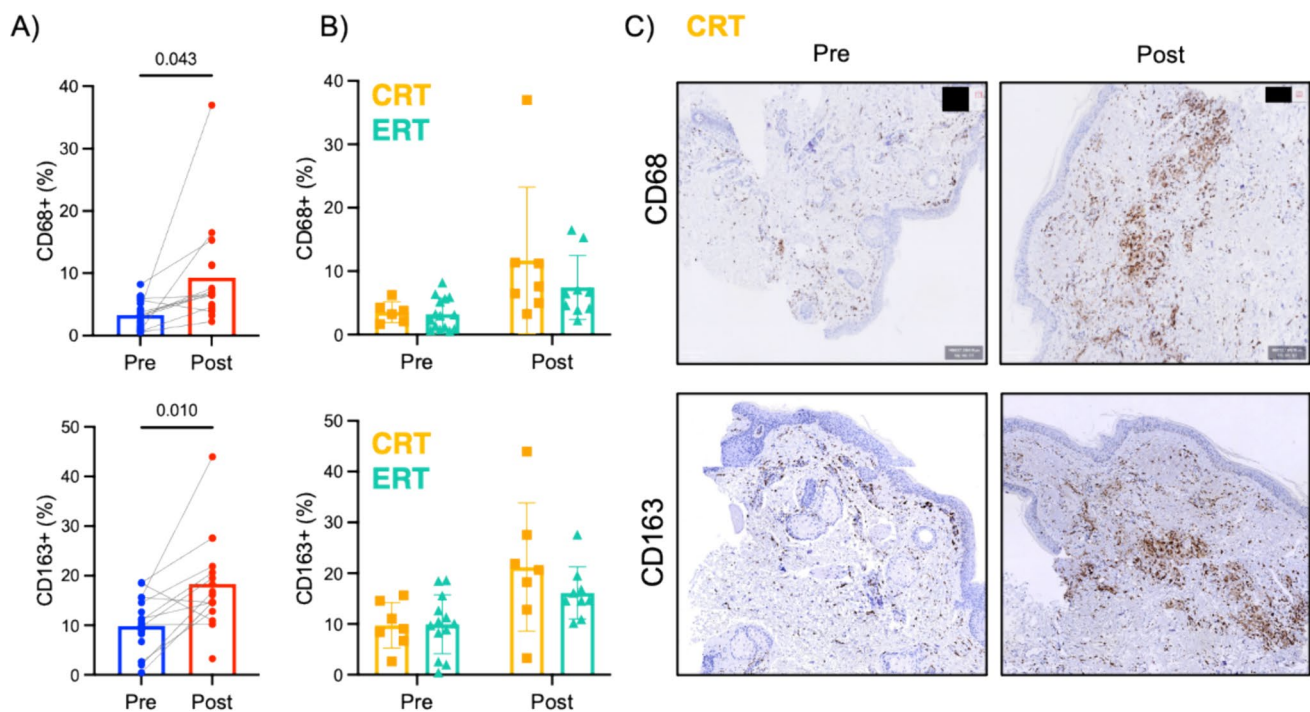 A)
0.043
40
30
20
10
0
CD68+ (%)
Pre Post
0.010
50
40
30
20
10
0
CD163+ (%)
Pre Post
B)
CRT
ERT
40
30
20
10
0
CD68+ (%)
Pre Post
CRT
ERT
50
40
30
20
10
0
CD163+ (%)
Pre Post
C) CRT
Pre Post
CD68
CD163